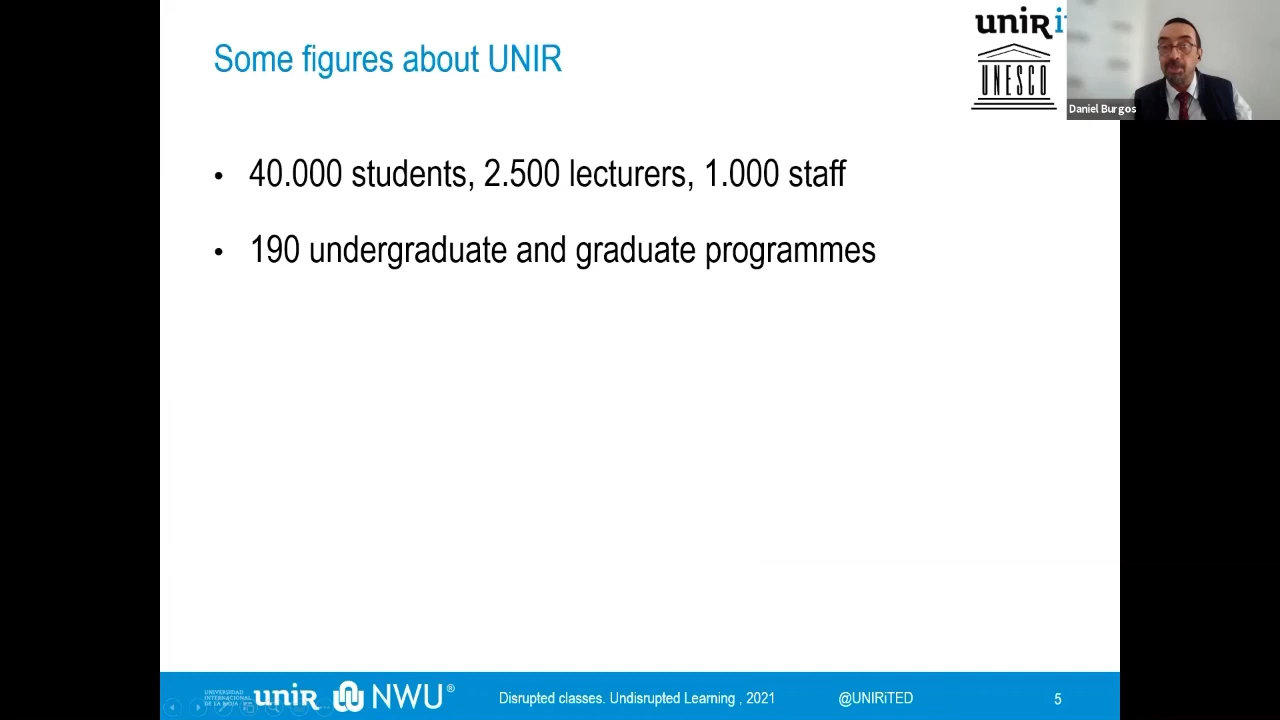 Some figures about UNIR
unir
UNESCO
Daniel Burgos
• 40.000 students, 2.500 lecturers, 1.000 staff
• 190 undergraduate and graduate programmes
UNIVERSIDAD
INTERNACIONAL
DE LA RIOJA
unir
NWU®
Disrupted classes. Undisrupted Learning , 2021
@UNIRiTED
5